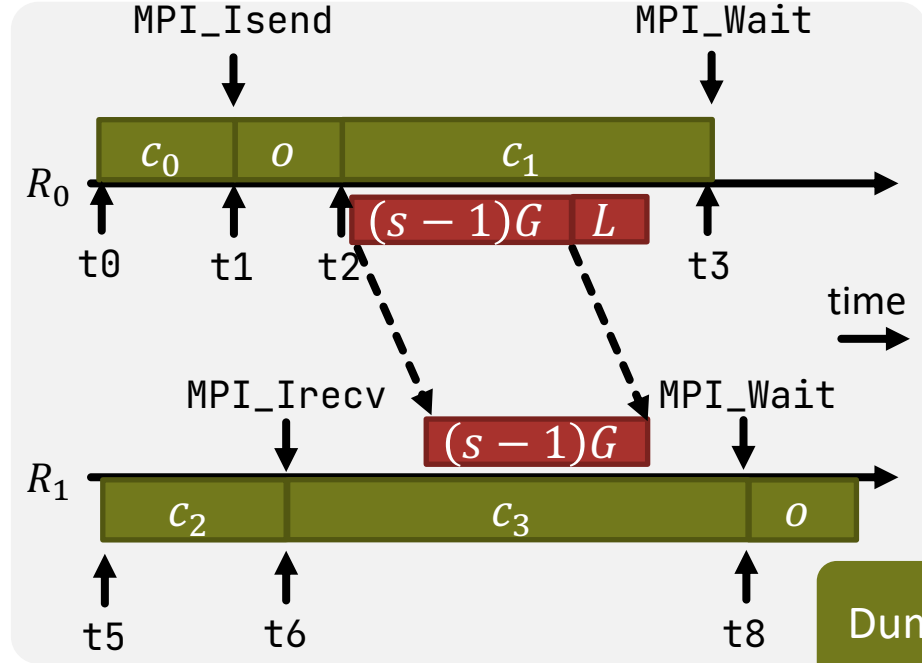 MPI_Isend MPI_Wait
c₀ o c₁
R₀
(s − 1)G L
t0 t1 t2 t3
time
MPI_Irecv MPI_Wait
(s − 1)G
R₁
c₂ c₃ o
t5 t6 t8